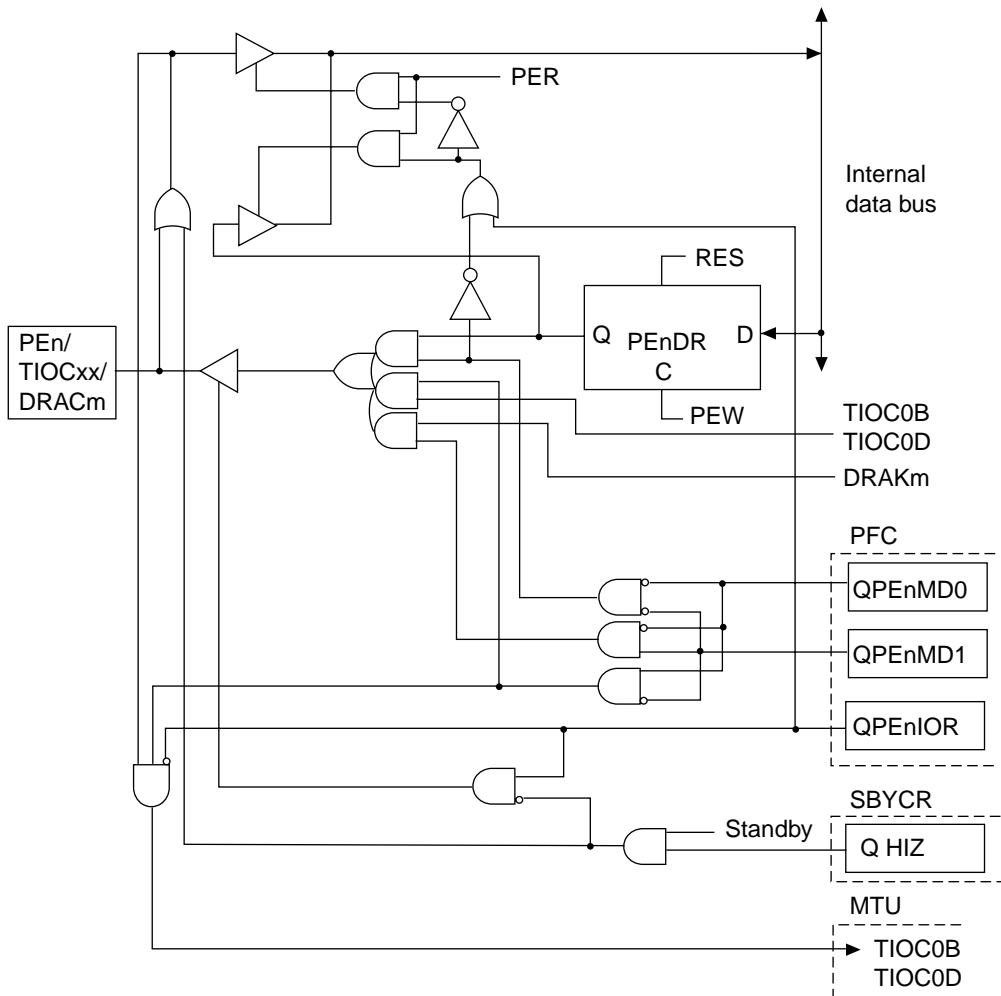 PER
Internal
data bus
RES
Q PEnDR D
C
PEW
PEn/
TIOCxx/
DRACm
TIOC0B
TIOC0D
DRAKm
PFC
QPEnMD0
QPEnMD1
QPEnIOR
SBYCR
Standby
Q HIZ
MTU
TIOC0B
TIOC0D